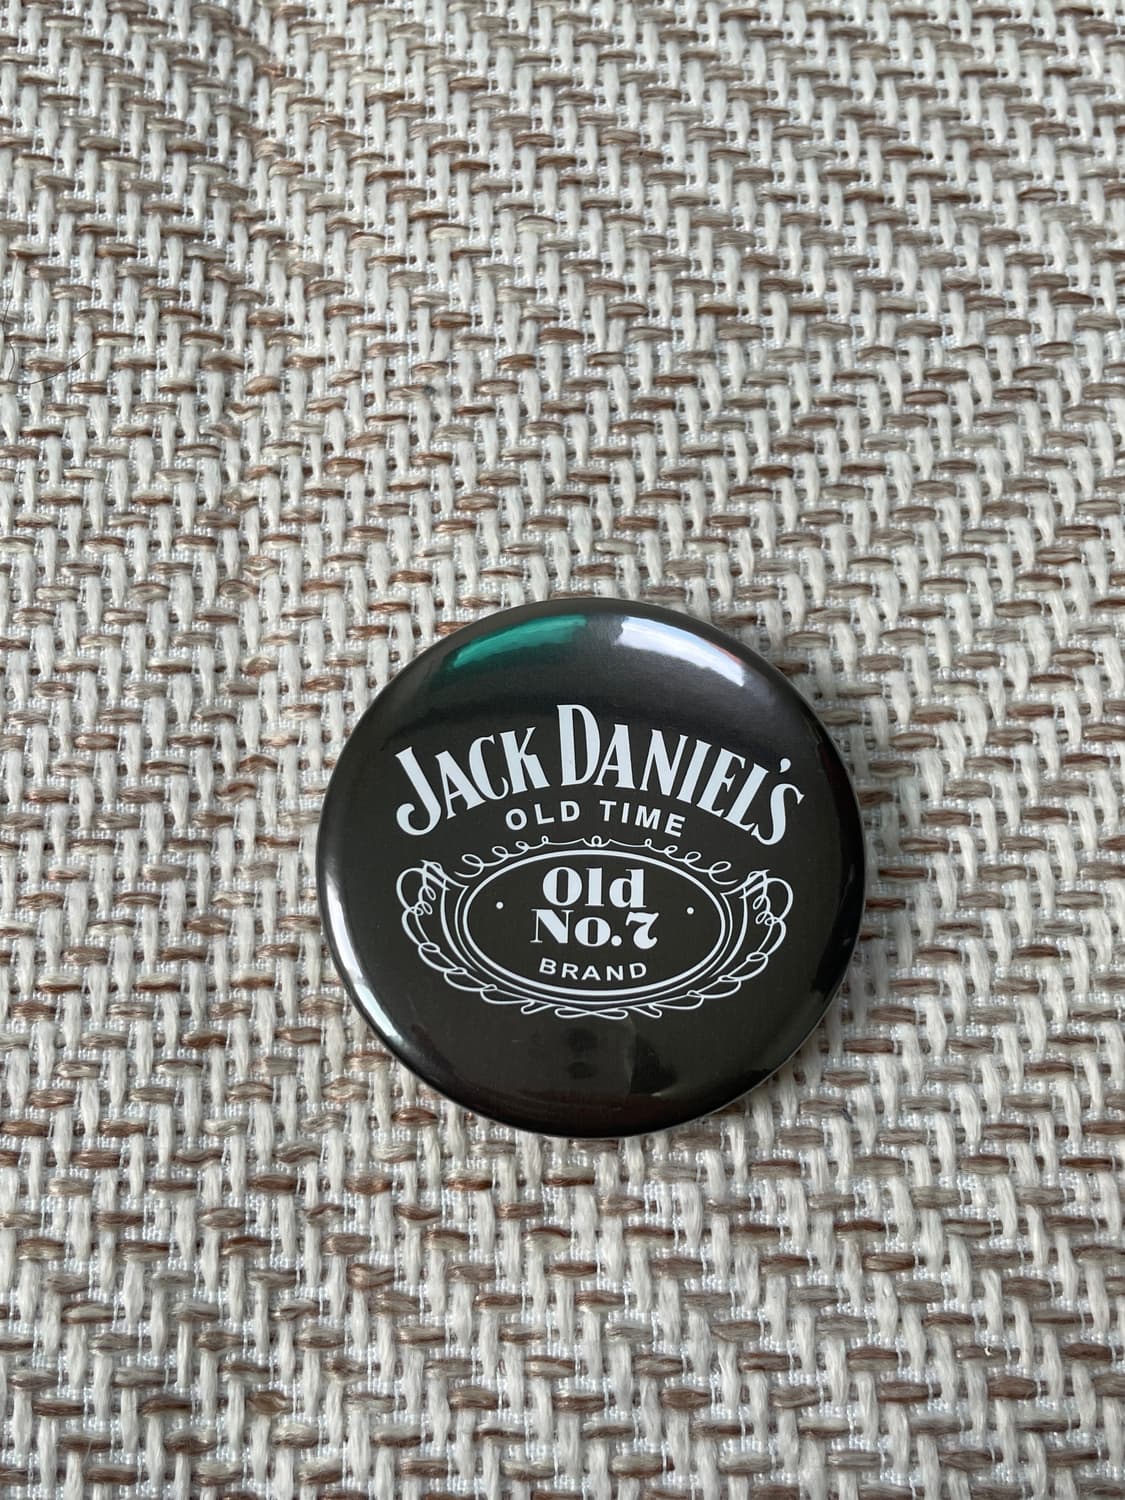 JACK DANIEL'S
OLD TIME
Old
No.7
BRAND